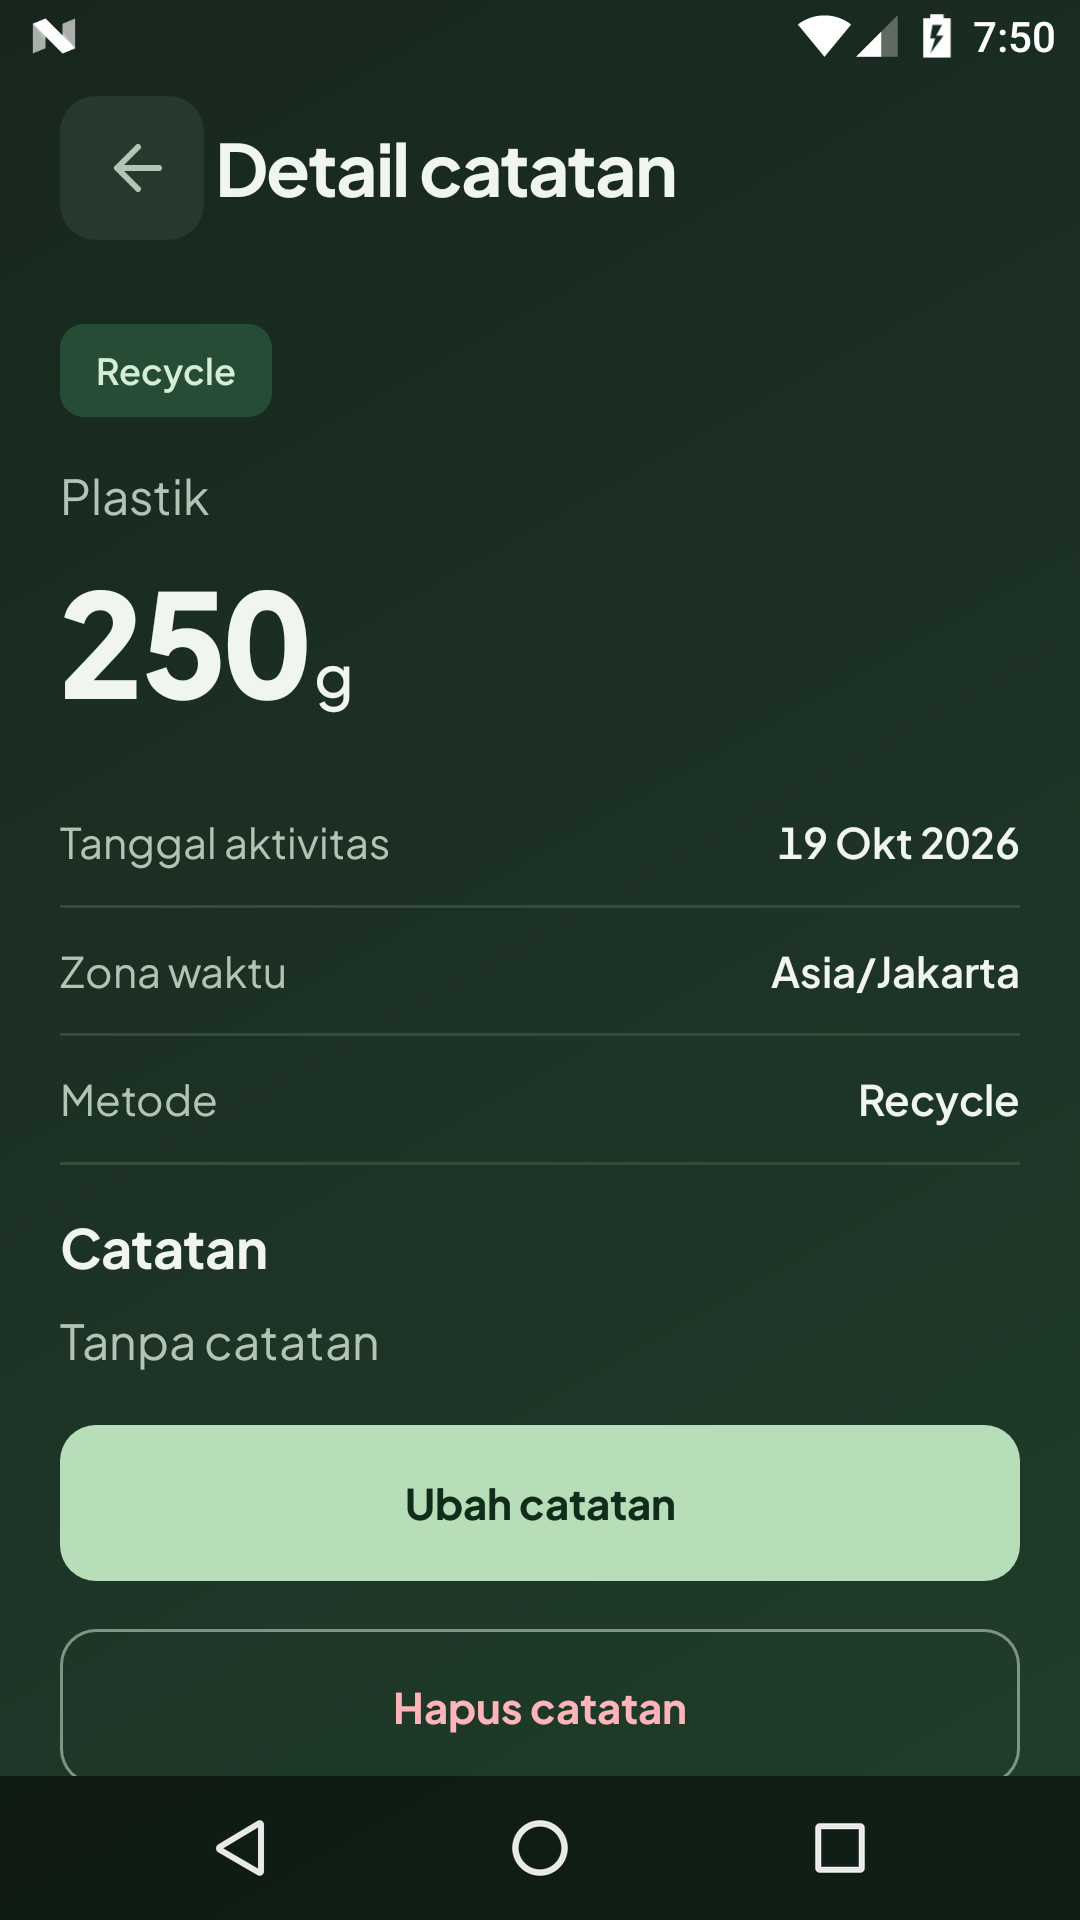 7:50
Detail catatan
Recycle
Plastik
250 g
Tanggal aktivitas 19 Okt 2026
Zona waktu Asia/Jakarta
Metode Recycle
Catatan
Tanpa catatan
Ubah catatan
Hapus catatan